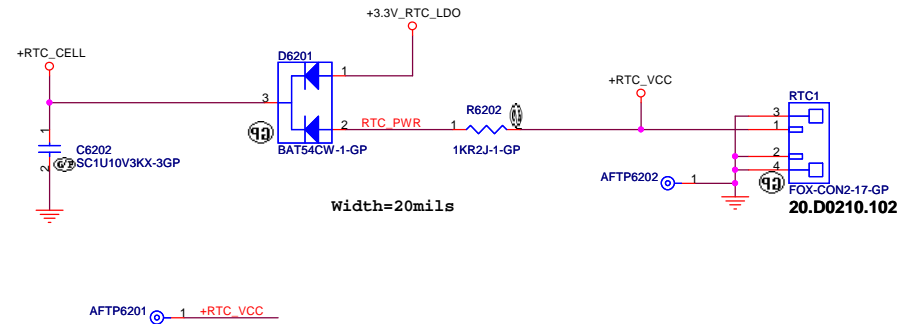 +3.3V_RTC_LDO
+RTC_CELL
D6201
1
+RTC_VCC
3
RTC1
R6202
3
1
2 RTC_PWR 1 2
1
C6202
BAT54CW-1-GP
1KR2J-1-GP
2
SC1U10V3KX-3GP
2
AFTP6202 1
4
FOX-CON2-17-GP
Width=20mils
20.D0210.102
AFTP6201 1 +RTC_VCC